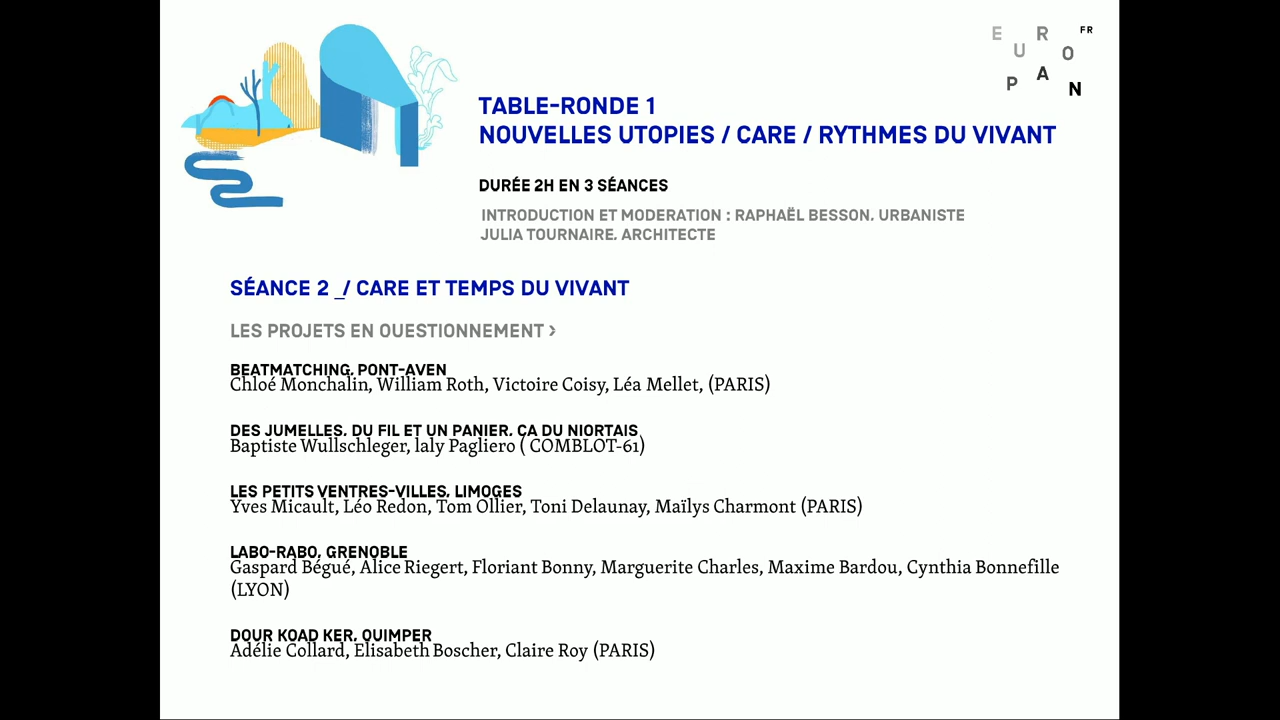 EUROPAN FR
TABLE-RONDE 1
NOUVELLES UTOPIES / CARE / RYTHMES DU VIVANT
DURÉE 2H EN 3 SÉANCES
INTRODUCTION ET MODERATION : RAPHAËL BESSON, URBANISTE
JULIA TOURNAIRE, ARCHITECTE
SÉANCE 2 _/ CARE ET TEMPS DU VIVANT
LES PROJETS EN QUESTIONNEMENT >
BEATMATCHING, PONT-AVEN
Chloé Monchalin, William Roth, Victoire Coisy, Léa Mellet, (PARIS)
DES JUMELLES, DU FIL ET UN PANIER, CA DU NIORTAIS
Baptiste Wullschleger, laly Pagliero ( COMBLOT-61)
LES PETITS VENTRES-VILLES, LIMOGES
Yves Micault, Léo Redon, Tom Ollier, Toni Delaunay, Maïlys Charmont (PARIS)
LABO-RABO, GRENOBLE
Gaspard Bégué, Alice Riegert, Floriant Bonny, Marguerite Charles, Maxime Bardou, Cynthia Bonnefille
(LYON)
DOUR KOAD KER, QUIMPER
Adélie Collard, Elisabeth Boscher, Claire Roy (PARIS)